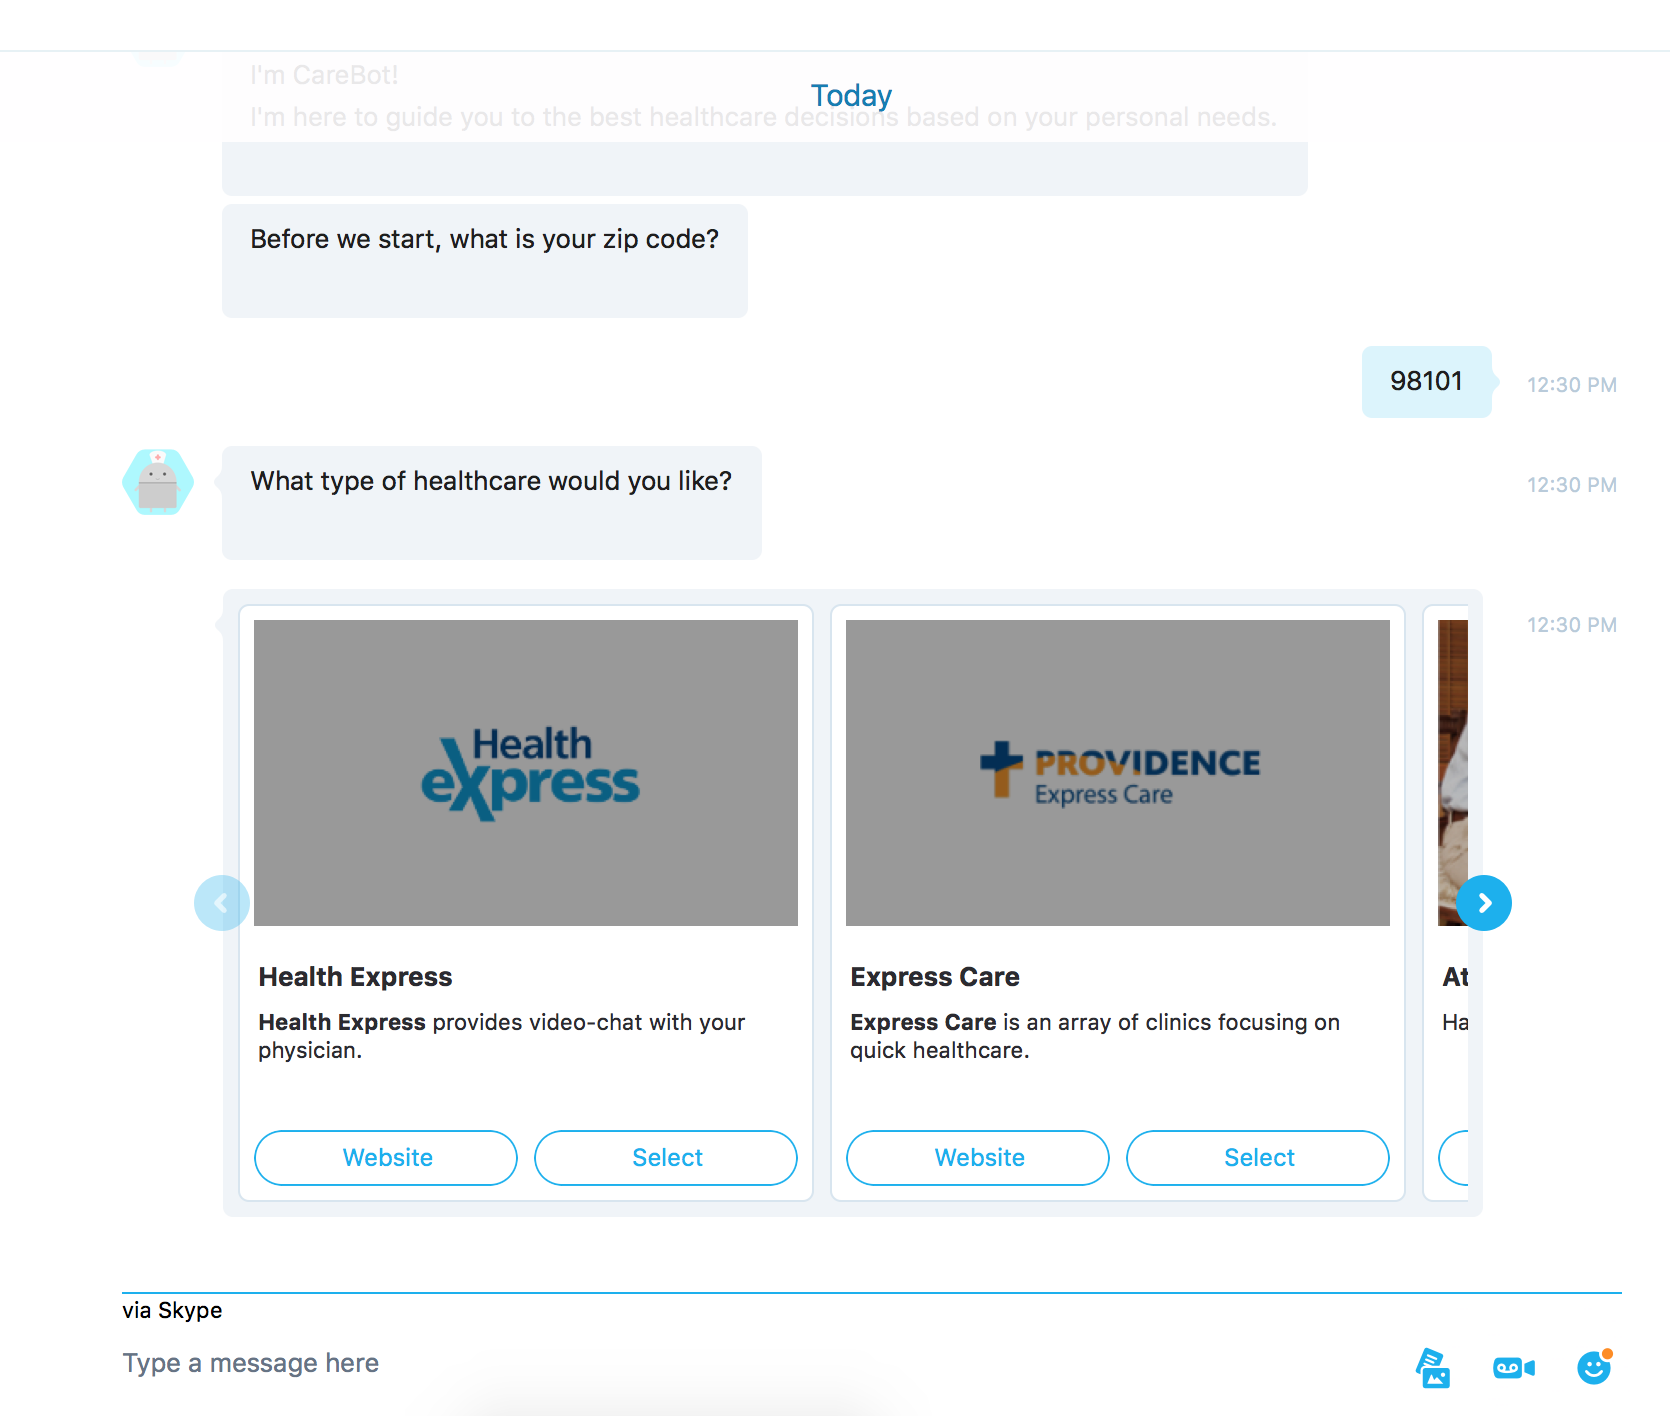 I'm CareBot!
Today
I'm here to guide you to the best healthcare decisions based on your personal needs.
Before we start, what is your zip code?
98101
12:30 PM
What type of healthcare would you like?
12:30 PM
12:30 PM
Health
express
PROVIDENCE
Express Care
Health Express
Health Express provides video-chat with your
physician.
Website
Select
Express Care
Express Care is an array of clinics focusing on
quick healthcare.
Website
Select
At
Ha
via Skype
Type a message here